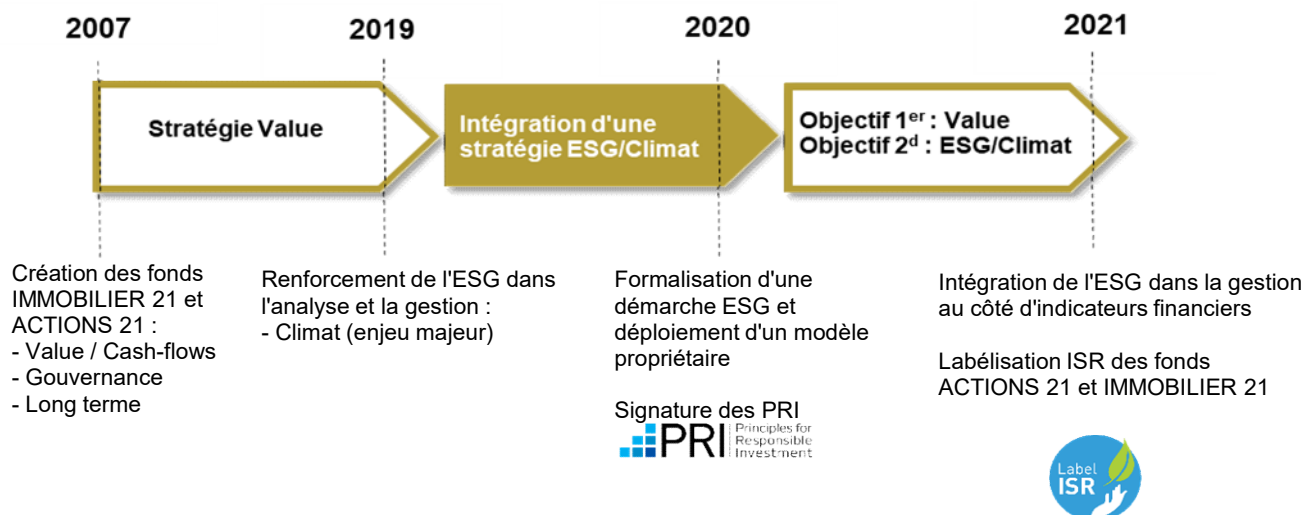 2007
2019
2020
2021
Stratégie Value
Intégration d'une
stratégie ESG/Climat
Objectif 1er : Value
Objectif 2d : ESG/Climat
Création des fonds
IMMOBILIER 21 et
ACTIONS 21 :
- Value / Cash-flows
- Gouvernance
- Long terme
Renforcement de l'ESG dans
l'analyse et la gestion :
- Climat (enjeu majeur)
Formalisation d'une
démarche ESG et
déploiement d'un modèle
propriétaire
Signature des PRI
PRI
Principles for
Responsible
Investment
Intégration de l'ESG dans la gestion
au côté d'indicateurs financiers
Labélisation ISR des fonds
ACTIONS 21 et IMMOBILIER 21
Label
ISR